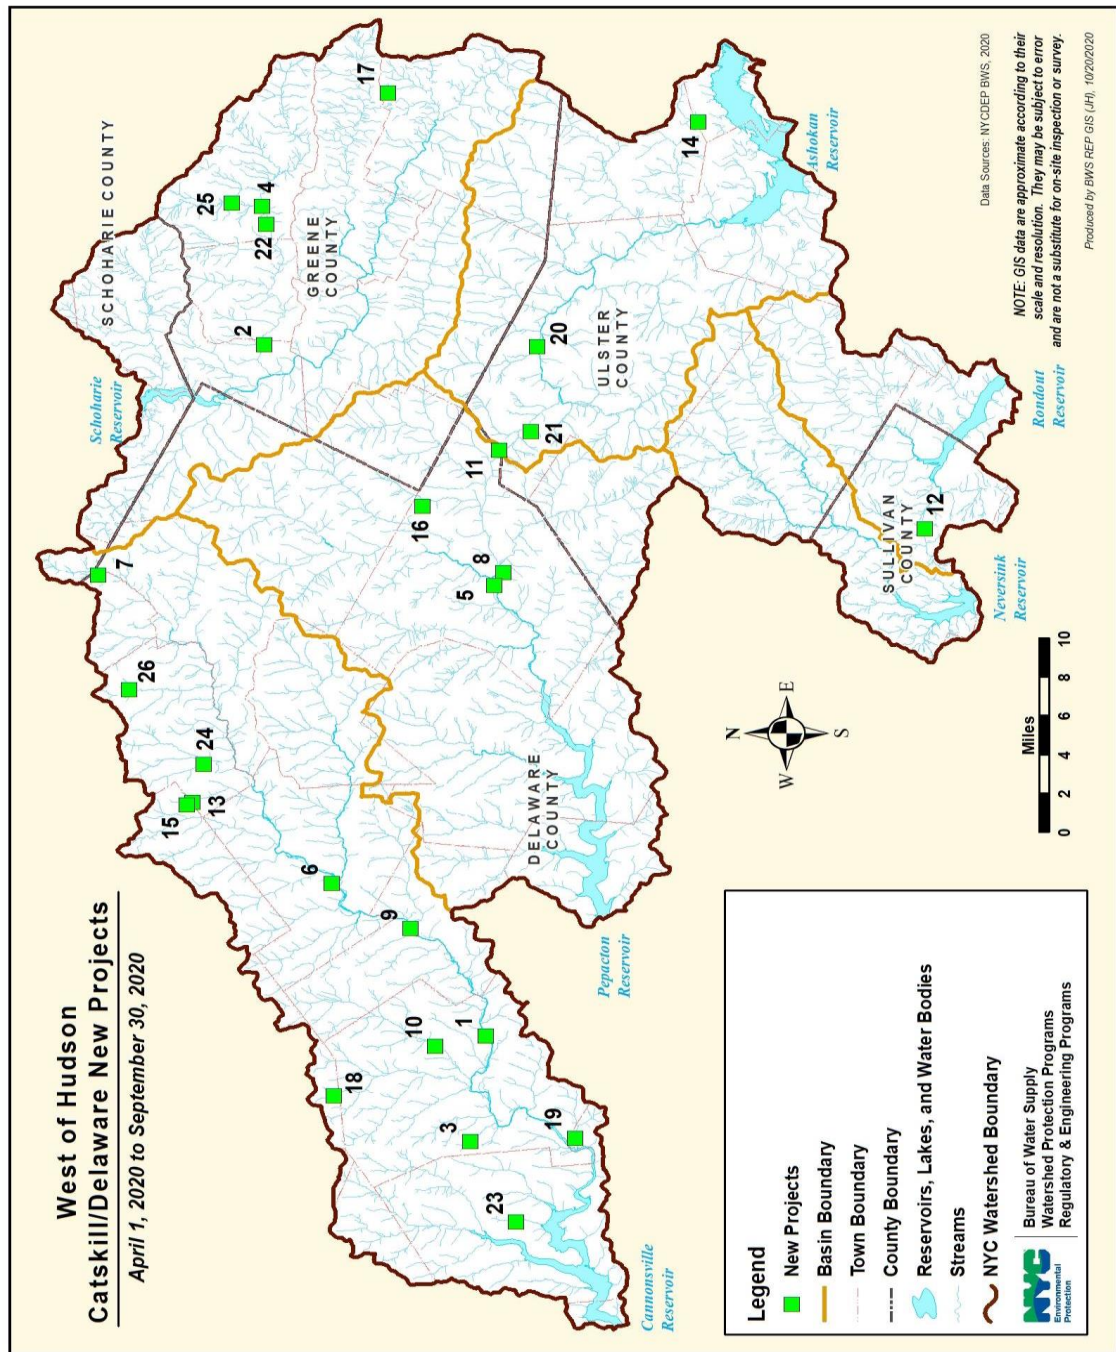 West of Hudson
Catskill/Delaware New Projects
April 1, 2020 to September 30, 2020
SCHOHARIE COUNTY
Schoharie
Reservoir
GREENE
COUNTY
ULSTER
COUNTY
DELAWARE
COUNTY
SULLIVAN
COUNTY
Cannonsville
Reservoir
Pepacton
Reservoir
Neversink
Reservoir
Rondout
Reservoir
Ashokan
Reservoir
7
26
24
15
13
6
9
18
10
1
3
19
23
25
4
22
2
17
16
11
21
20
5
8
14
12
N
W
E
S
Miles
0 2 4 6 8 10
Legend
New Projects
Basin Boundary
Town Boundary
County Boundary
Reservoirs, Lakes, and Water Bodies
Streams
NYC Watershed Boundary
NYC
Environmental
Protection
Bureau of Water Supply
Watershed Protection Programs
Regulatory & Engineering Programs
Data Sources: NYCDEP BWS, 2020
NOTE: GIS data are approximate according to their
scale and resolution. They may be subject to error
and are not a substitute for on-site inspection or survey.
Produced by BWS REP GIS (JH), 10/20/2020